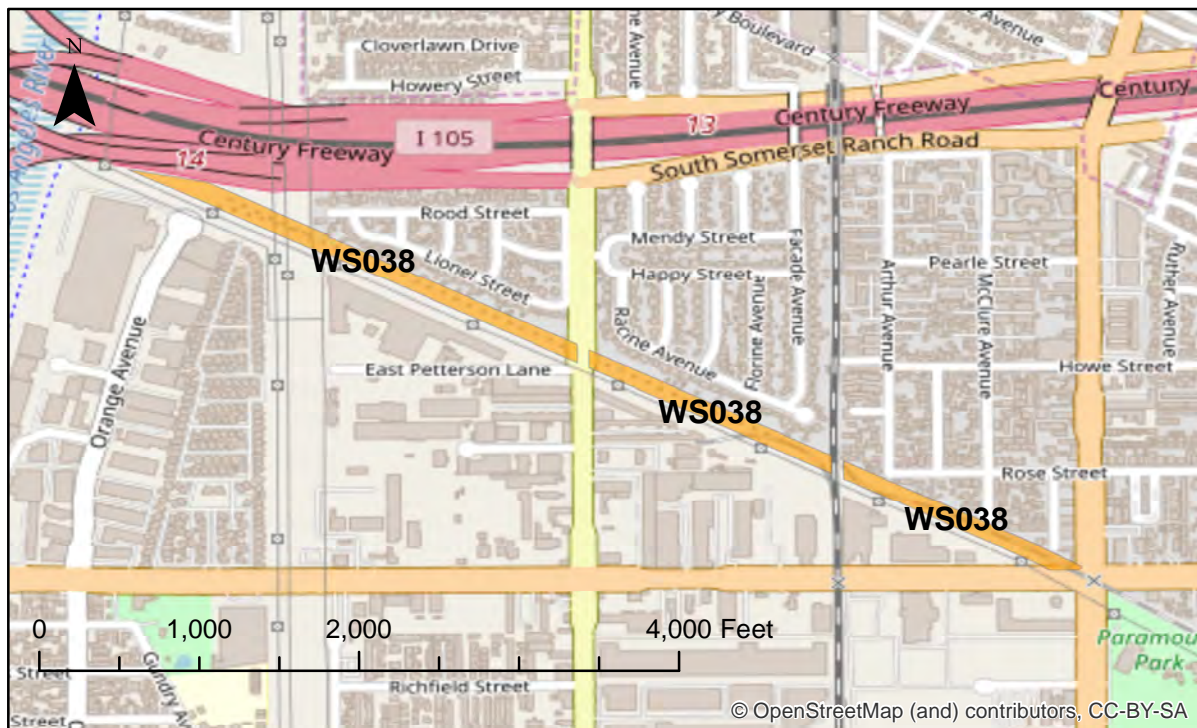 N
Los Angeles River
Cloverlawn Drive
Howery Street
Century Freeway
I 105
14
13
Century Freeway
Century
South Somerset Ranch Road
Boulevard
Avenue
Avenue
Rood Street
Lionel Street
Mendy Street
Happy Street
Racine Avenue
Florine Avenue
Facade Avenue
Arthur Avenue
McClure Avenue
Pearle Street
Ruther Avenue
Howe Street
Rose Street
WS038
WS038
WS038
Orange Avenue
East Petterson Lane
0 1,000 2,000 4,000 Feet
Street
Gundry Av
Street
Richfield Street
Paramou
Park
© OpenStreetMap (and) contributors, CC-BY-SA